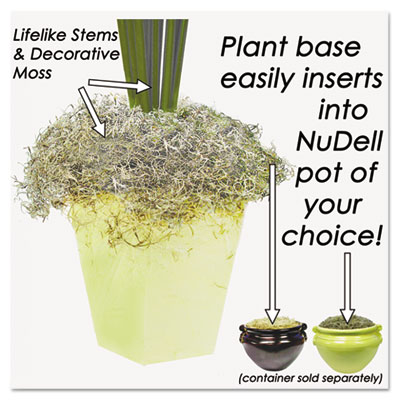 Lifelike Stems
& Decorative
Moss
Plant base
easily inserts
into
NuDell
pot of
your
choice!
(container sold separately)